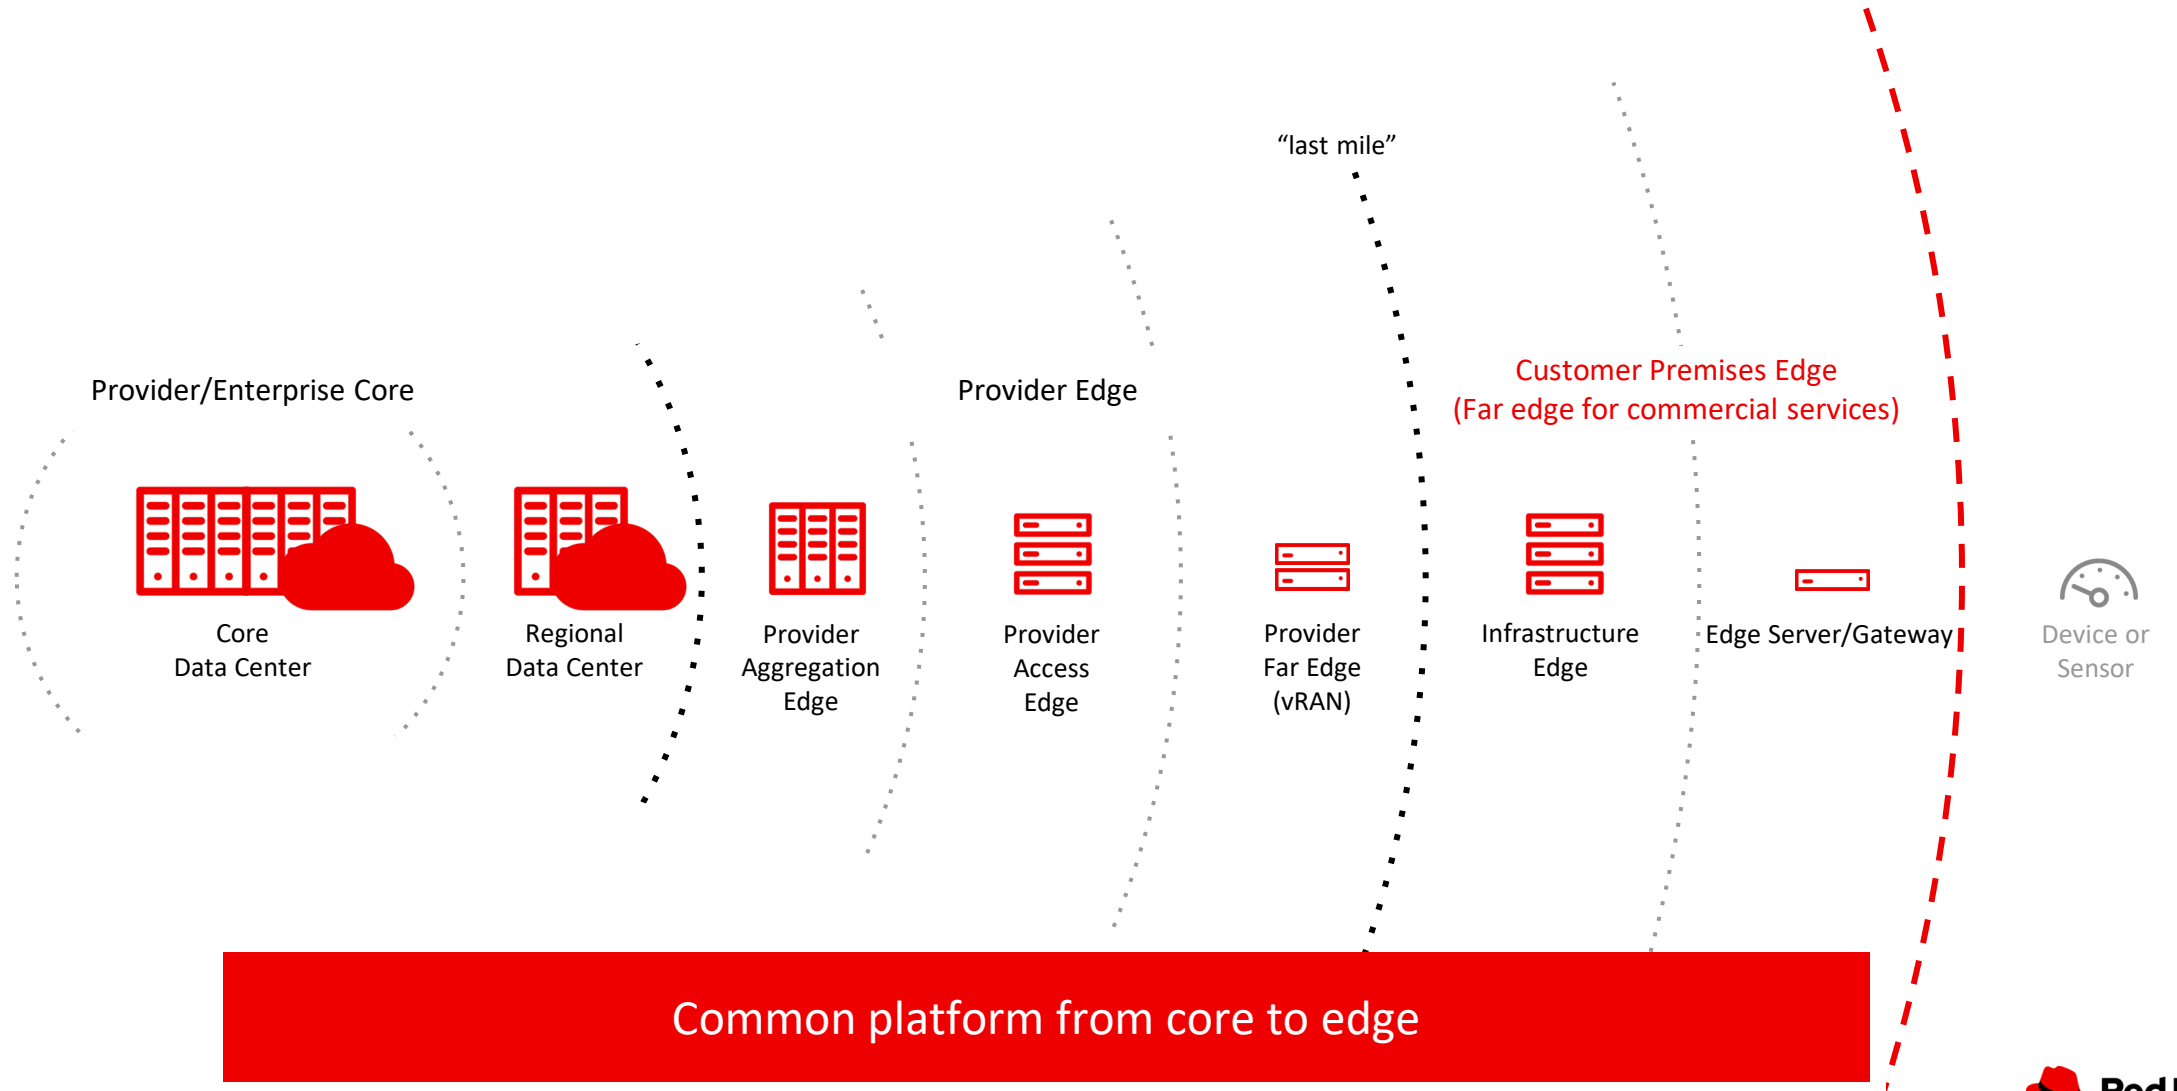 "last mile"
Provider/Enterprise Core
Provider Edge
Customer Premises Edge
(Far edge for commercial services)
Core
Data Center
Regional
Data Center
Provider
Aggregation
Edge
Provider
Access
Edge
Provider
Far Edge
(vRAN)
Infrastructure
Edge
Edge Server/Gateway
Device or
Sensor
Common platform from core to edge